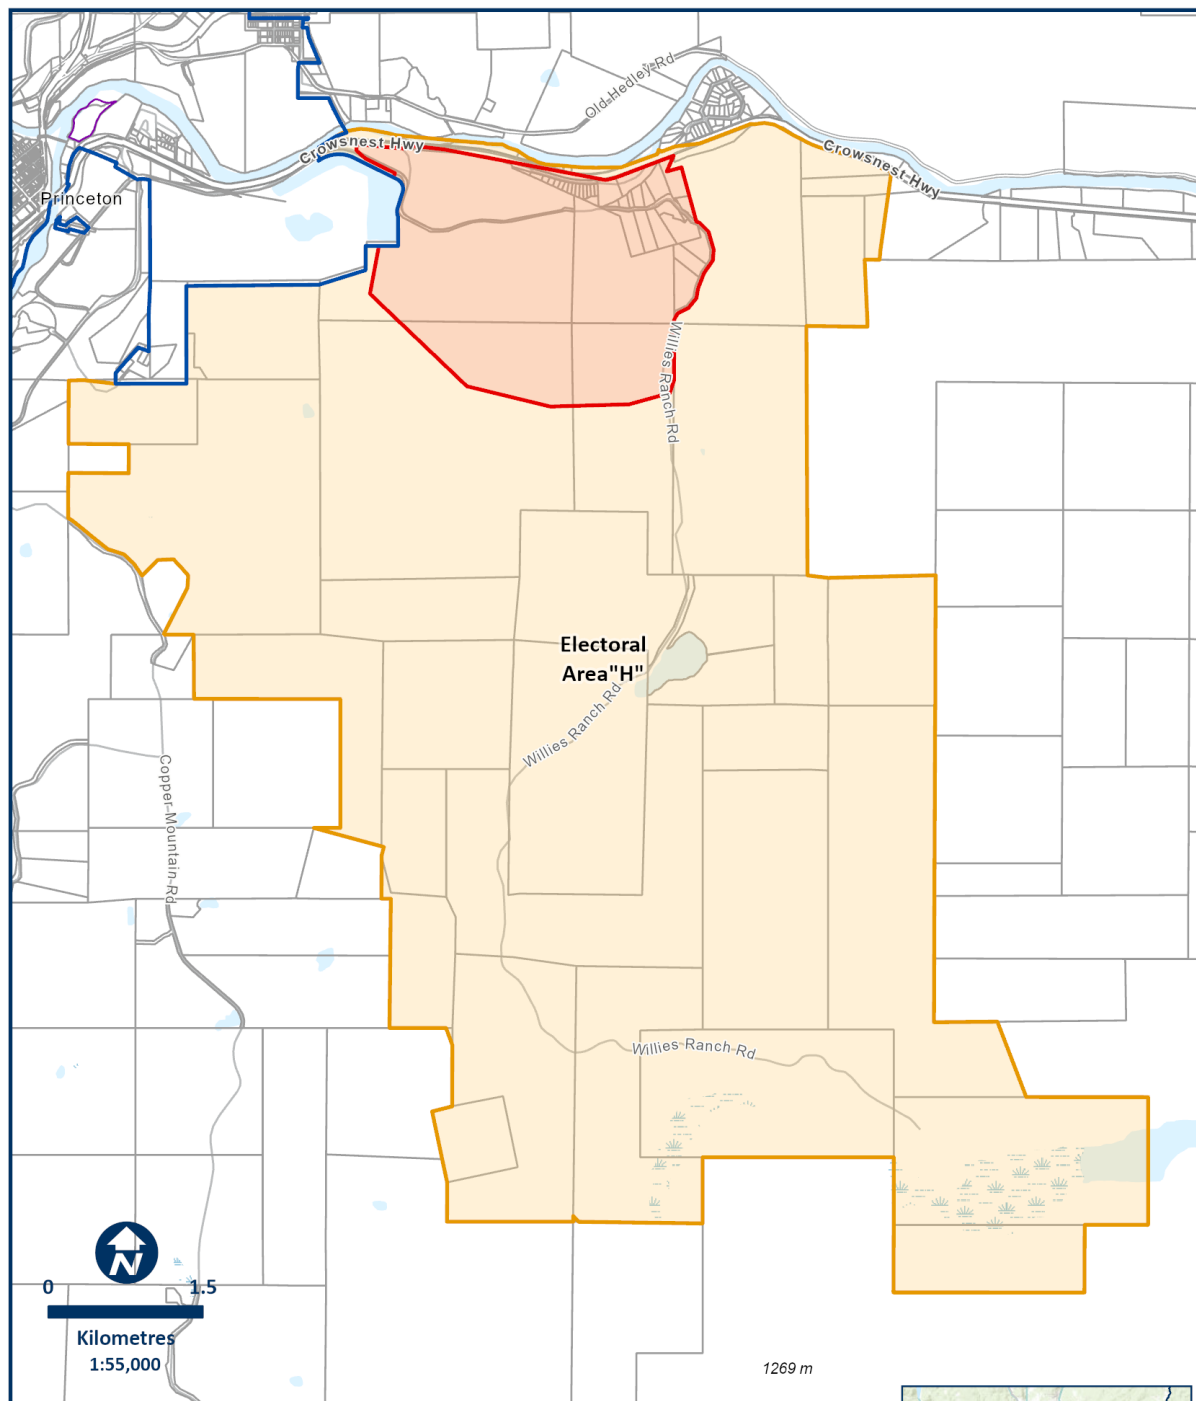 Old Hedley Rd
Crowsnest Hwy
Crowsnest Hwy
Princeton
Willies Ranch Rd
Electoral
Area"H"
Willies Ranch Rd
Copper Mountain Rd
Willies Ranch Rd
N
0 1.5
Kilometres
1:55,000
1269 m